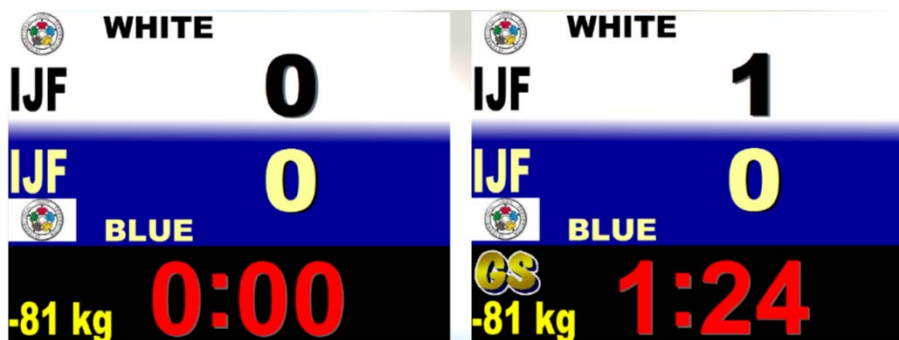 WHITE
IJF 0
IJF 0
BLUE
-81 kg 0:00
WHITE
IJF 1
IJF 0
BLUE
GS
-81 kg 1:24